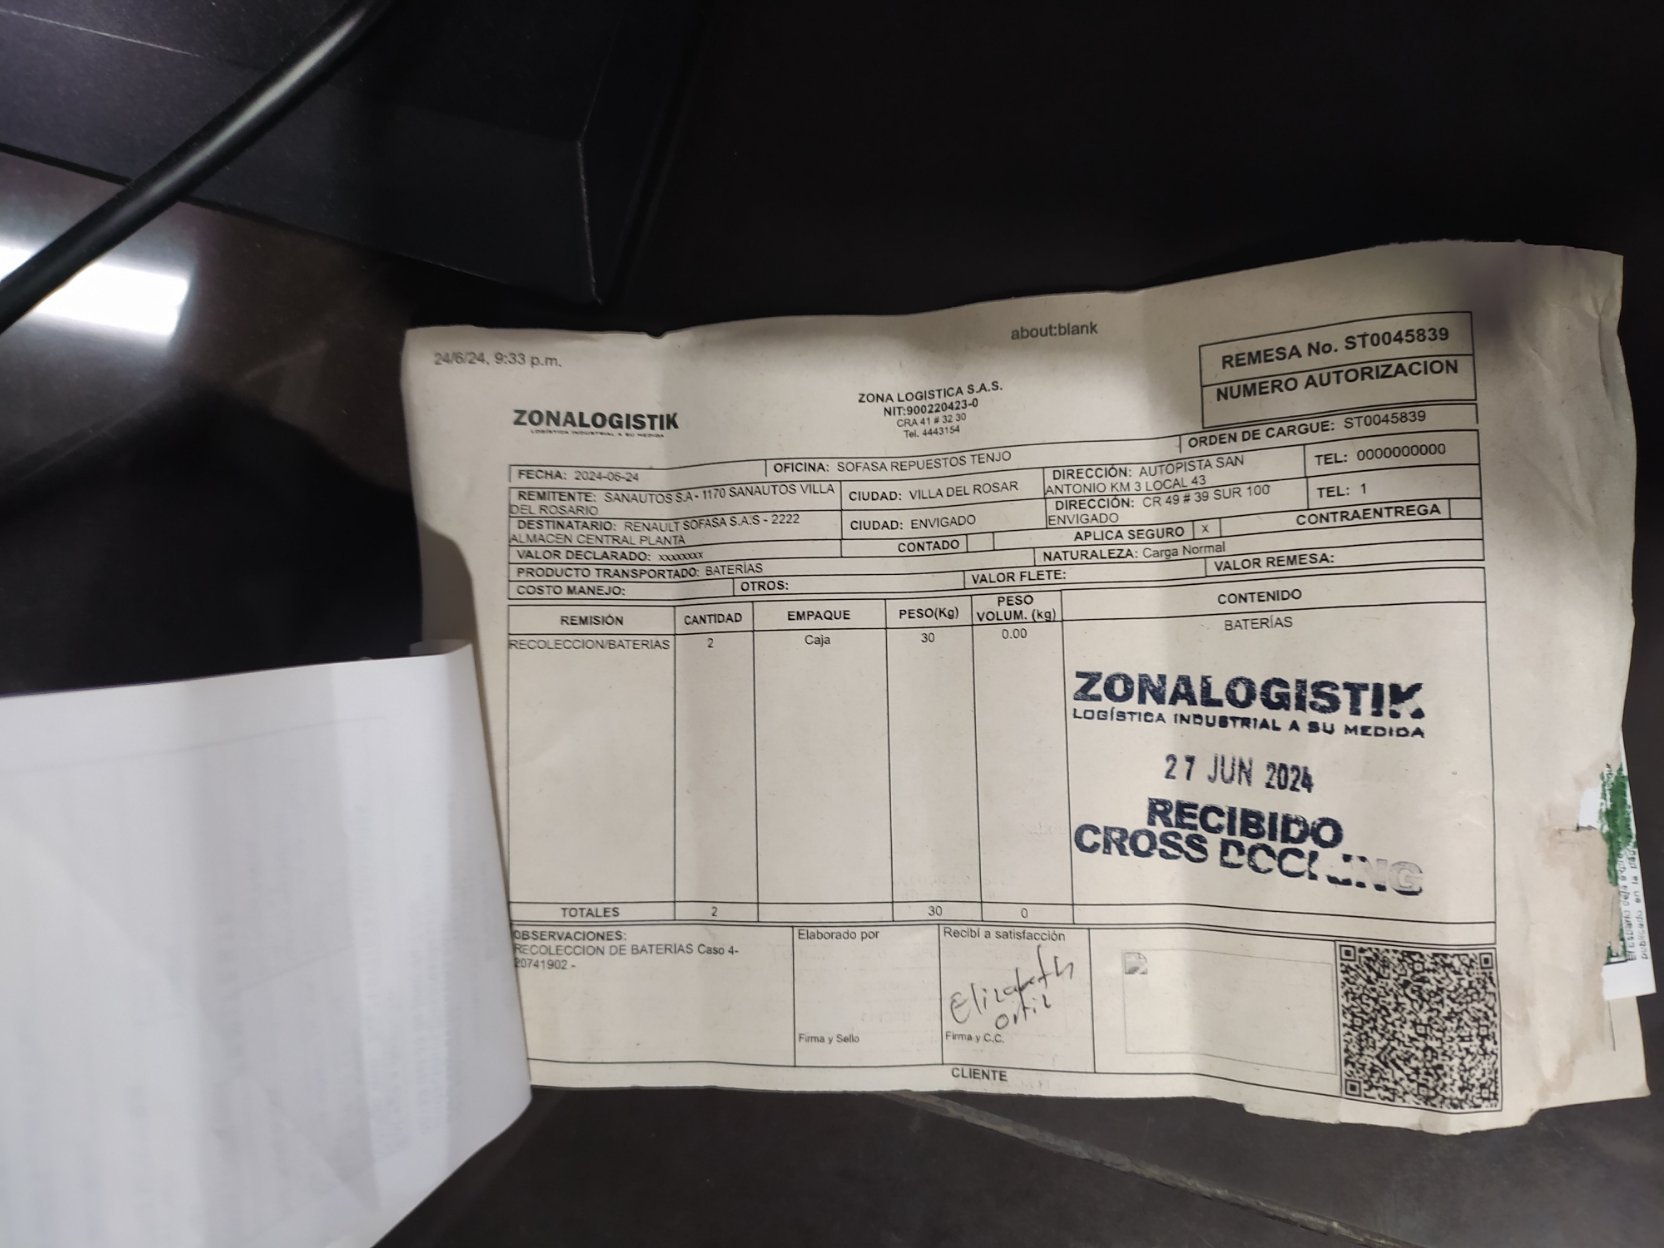 24/6/24, 9:33 p.m.
about:blank
ZONALOGISTIK
LOGÍSTICA INDUSTRIAL A SU MEDIDA
ZONA LOGISTICA S.A.S.
NIT:900220423-0
CRA 41 # 32 30
Tel. 4443154
REMESA No. ST0045839
NUMERO AUTORIZACION
ORDEN DE CARGUE: ST0045839
FECHA: 2024-06-24
OFICINA: SOFASA REPUESTOS TENJO
REMITENTE: SANAUTOS S.A - 1170 SANAUTOS VILLA
DEL ROSARIO
CIUDAD: VILLA DEL ROSAR
DIRECCIÓN: AUTOPISTA SAN
ANTONIO KM 3 LOCAL 43
TEL: 0000000000
DESTINATARIO: RENAULT SOFASA S.A.S - 2222
ALMACEN CENTRAL PLANTA
CIUDAD: ENVIGADO
DIRECCIÓN: CR 49 # 39 SUR 100
ENVIGADO
TEL: 1
VALOR DECLARADO: xxxxxxxx
CONTADO
APLICA SEGURO X
CONTRAENTREGA
PRODUCTO TRANSPORTADO: BATERÍAS
NATURALEZA: Carga Normal
COSTO MANEJO:
OTROS:
VALOR FLETE:
VALOR REMESA:
REMISIÓN CANTIDAD EMPAQUE PESO(Kg) PESO VOLUM. (kg) CONTENIDO
RECOLECCION/BATERIAS 2 Caja 30 0.00 BATERÍAS
ZONALOGISTIK
LOGÍSTICA INDUSTRIAL A SU MEDIDA
27 JUN 2024
RECIBIDO
CROSS DOCKING
TOTALES 2 30 0
OBSERVACIONES:
RECOLECCION DE BATERIAS Caso 4-
20741902 -
Elaborado por
Firma y Sello
Recibí a satisfacción
Elizabeth
Ortiz
Firma y C.C.
CLIENTE